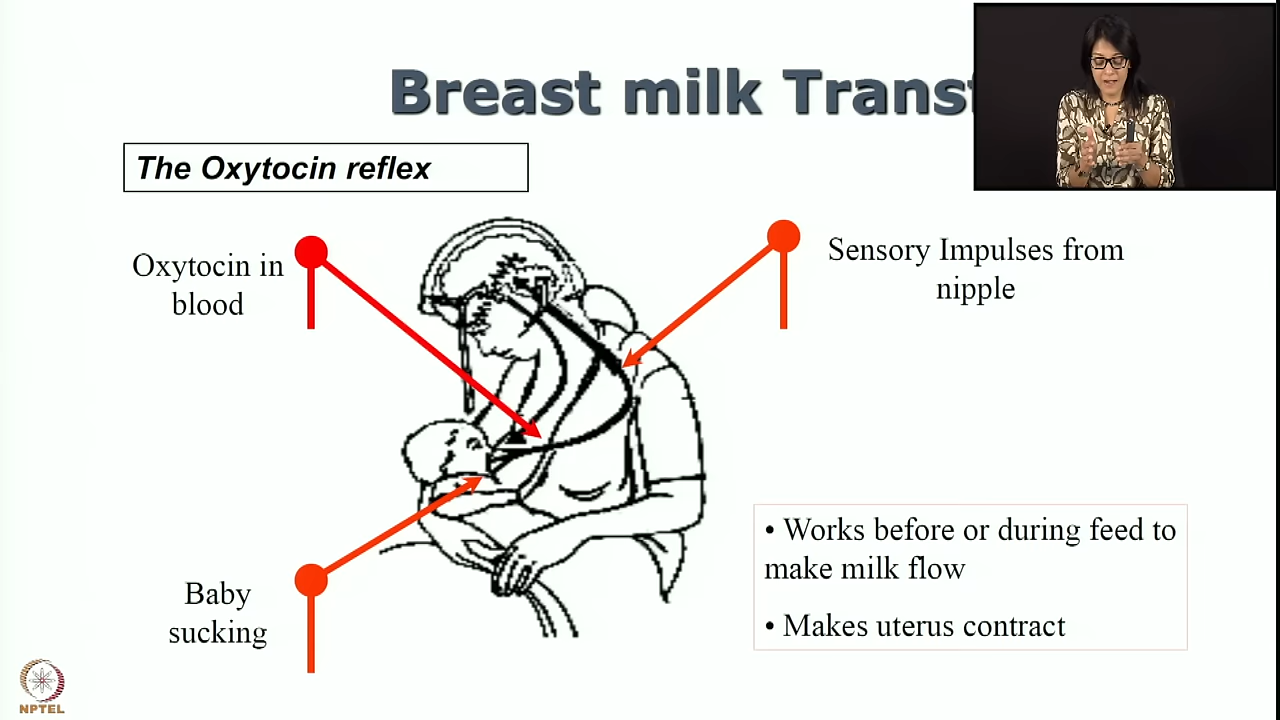 Breast milk
The Oxytocin reflex
Oxytocin in
blood
Sensory Impulses from
nipple
Baby
sucking
• Works before or during feed to
make milk flow
• Makes uterus contract
NPTEL